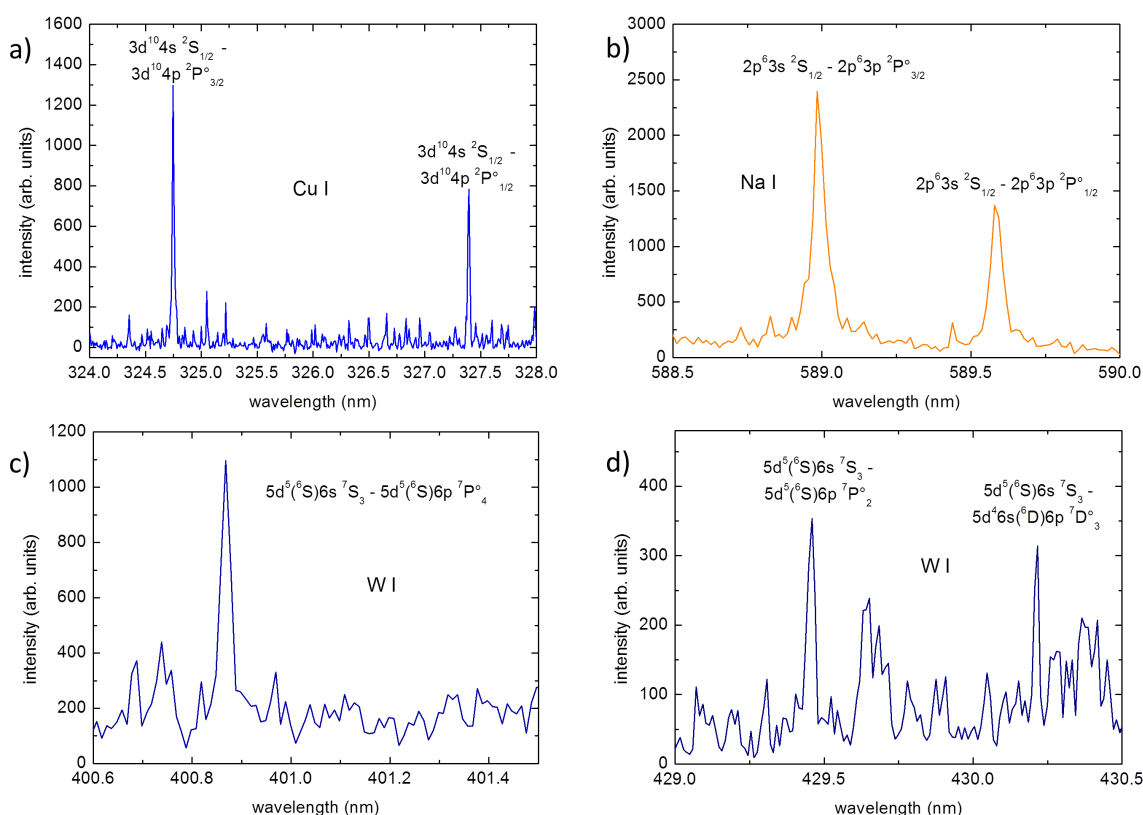 a)
1600
1400
1200
1000
800
600
400
200
0
intensity (arb. units)
3d¹⁰4s ²S₁/₂ -
3d¹⁰4p ²P°₃/₂
3d¹⁰4s ²S₁/₂ -
3d¹⁰4p ²P°₁/₂
Cu I
324.0 324.5 325.0 325.5 326.0 326.5 327.0 327.5 328.0
wavelength (nm)
b)
3000
2500
2000
1500
1000
500
0
intensity (arb. units)
2p⁶3s ²S₁/₂ - 2p⁶3p ²P°₃/₂
Na I
2p⁶3s ²S₁/₂ - 2p⁶3p ²P°₁/₂
588.5 589.0 589.5 590.0
wavelength (nm)
c)
1200
1000
800
600
400
200
0
intensity (arb. units)
5d⁵(⁶S)6s ⁷S₃ - 5d⁵(⁶S)6p ⁷P°₄
W I
400.6 400.8 401.0 401.2 401.4
wavelength (nm)
d)
400
300
200
100
0
intensity (arb. units)
5d⁵(⁶S)6s ⁷S₃ -
5d⁵(⁶S)6p ⁷P°₂
5d⁵(⁶S)6s ⁷S₃ -
5d⁴6s(⁶D)6p ⁷D°₃
W I
429.0 429.5 430.0 430.5
wavelength (nm)